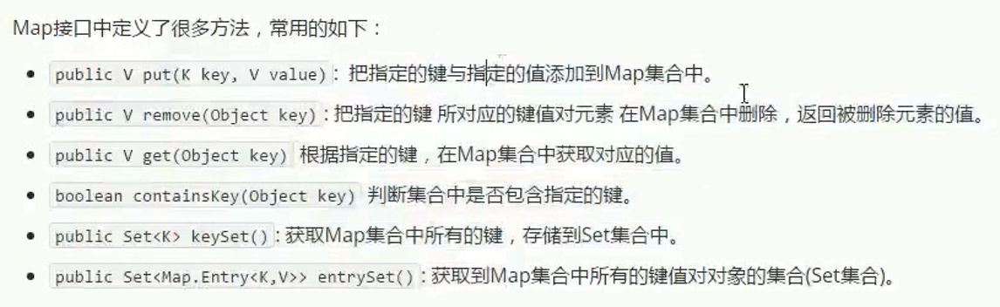 Map接口中定义了很多方法，常用的如下：
• public V put(K key, V value)：把指定的键与指定的值添加到Map集合中。
• public V remove(Object key)：把指定的键 所对应的键值对元素 在Map集合中删除，返回被删除元素的值。
• public V get(Object key) 根据指定的键，在Map集合中获取对应的值。
• boolean containsKey(Object key) 判断集合中是否包含指定的键。
• public Set<K> keySet()：获取Map集合中所有的键，存储到Set集合中。
• public Set<Map.Entry<K,V>> entrySet()：获取到Map集合中所有的键值对对象的集合(Set集合)。